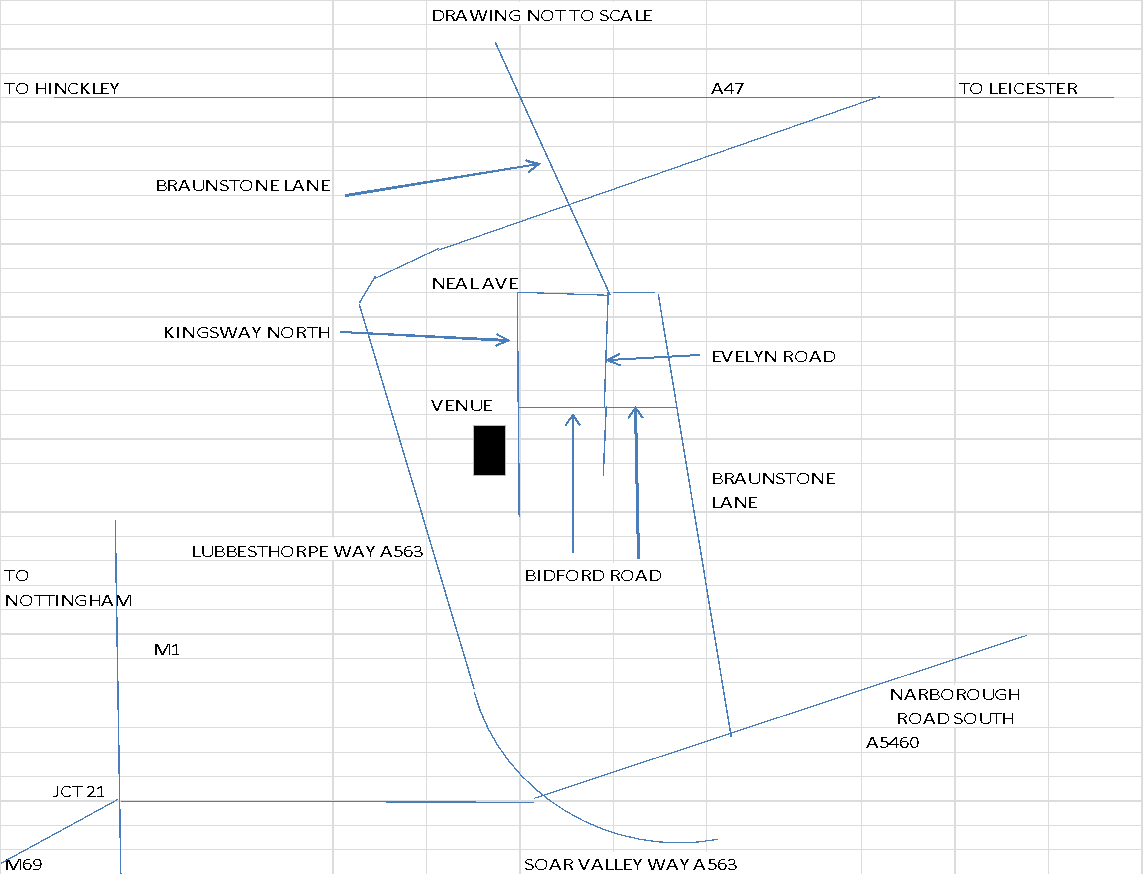 DRAWING NOT TO SCALE
TO HINCKLEY
A47
TO LEICESTER
BRAUNSTONE LANE
NEAL AVE
KINGSWAY NORTH
EVELYN ROAD
VENUE
BRAUNSTONE
LANE
LUBBESTHORPE WAY A563
BIDFORD ROAD
TO
NOTTINGHAM
M1
NARBOROUGH
ROAD SOUTH
A5460
JCT 21
M69
SOAR VALLEY WAY A563